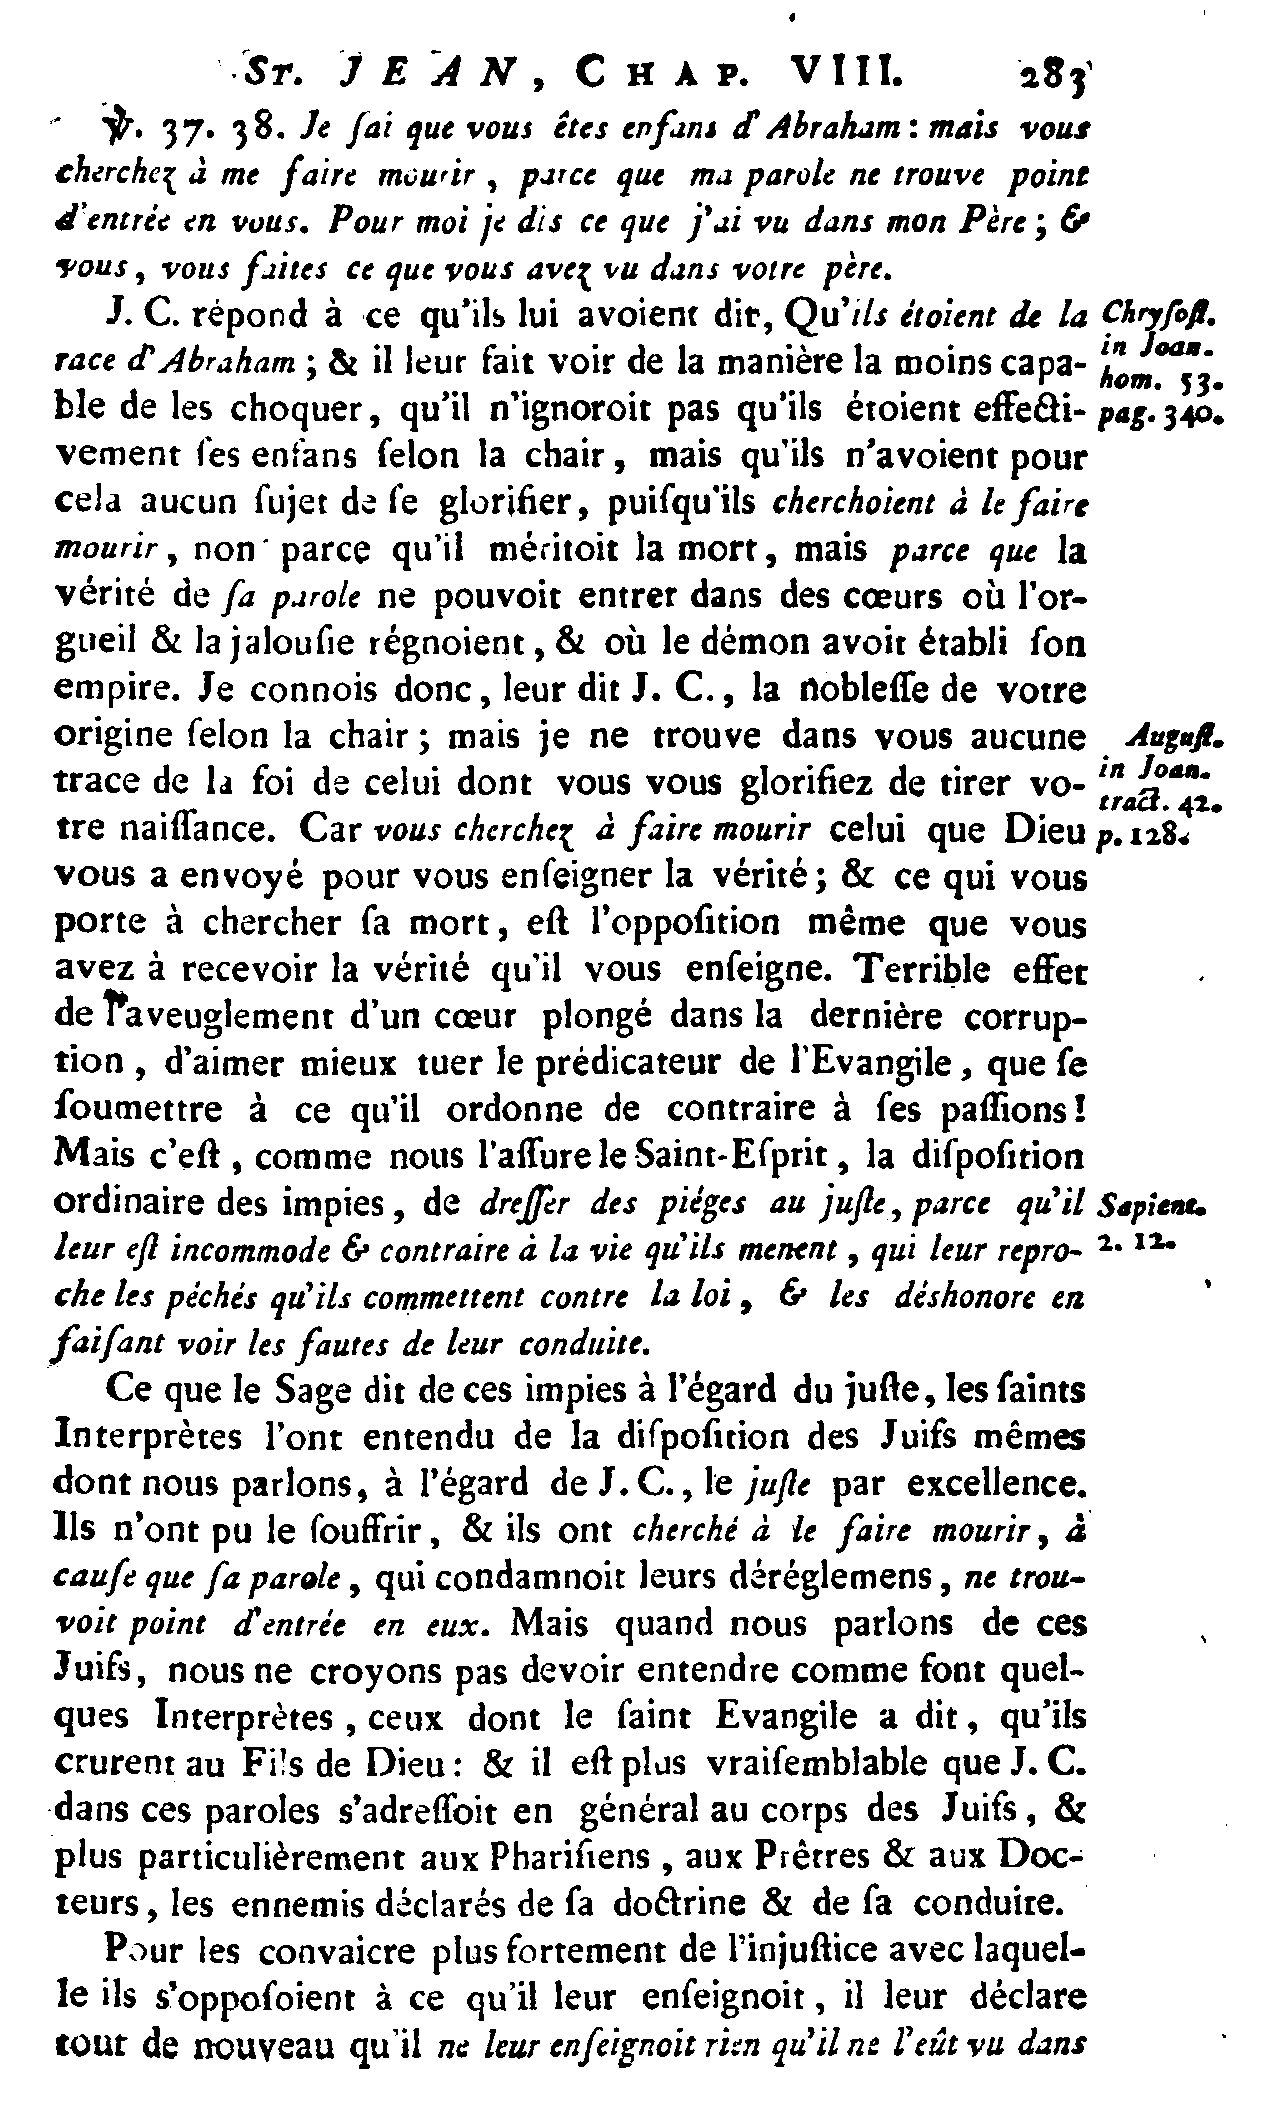 ST. JEAN, CHAP. VIII. 283
℣. 37. 38. Je ſai que vous êtes enfans d'Abraham : mais vous
cherchez à me faire mourir , parce que ma parole ne trouve point
d'entrée en vous. Pour moi je dis ce que j'ai vu dans mon Père ; &
vous , vous faites ce que vous avez vu dans votre père.
J. C. répond à ce qu'ils lui avoient dit, Qu'ils étoient de la
Chryſoſt.
race d'Abraham ; & il leur fait voir de la manière la moins capa-
in Joan.
hom. 53.
ble de les choquer, qu'il n'ignoroit pas qu'ils étoient effecti-
pag. 340.
vement ſes enfans ſelon la chair , mais qu'ils n'avoient pour
cela aucun ſujet de ſe glorifier, puiſqu'ils cherchoient à le faire
mourir , non parce qu'il méritoit la mort, mais parce que la
vérité de ſa parole ne pouvoit entrer dans des cœurs où l'or-
gueil & la jalouſie régnoient , & où le démon avoit établi ſon
empire. Je connois donc, leur dit J. C., la nobleſſe de votre
origine ſelon la chair ; mais je ne trouve dans vous aucune
Auguſt.
trace de la foi de celui dont vous vous glorifiez de tirer vo-
in Joan.
tract. 42.
tre naiſſance. Car vous cherchez à faire mourir celui que Dieu
p. 128.
vous a envoyé pour vous enſeigner la vérité ; & ce qui vous
porte à chercher ſa mort, eſt l'oppoſition même que vous
avez à recevoir la vérité qu'il vous enſeigne. Terrible effet
de l'aveuglement d'un cœur plongé dans la dernière corrup-
tion , d'aimer mieux tuer le prédicateur de l'Evangile, que ſe
ſoumettre à ce qu'il ordonne de contraire à ſes paſſions !
Mais c'eſt , comme nous l'aſſure le Saint-Eſprit , la diſpoſition
ordinaire des impies, de dreſſer des piéges au juſte, parce qu'il
Sapient.
leur eſt incommode & contraire à la vie qu'ils menent , qui leur repro-
2. 12.
che les péchés qu'ils commettent contre la loi , & les déshonore en
faiſant voir les fautes de leur conduite.
Ce que le Sage dit de ces impies à l'égard du juſte, les ſaints
Interprètes l'ont entendu de la diſpoſition des Juifs mêmes
dont nous parlons, à l'égard de J. C., le juſte par excellence.
Ils n'ont pu le ſouffrir, & ils ont cherché à le faire mourir, à
cauſe que ſa parole , qui condamnoit leurs déréglemens , ne trou-
voit point d'entrée en eux. Mais quand nous parlons de ces
Juifs, nous ne croyons pas devoir entendre comme font quel-
ques Interprètes , ceux dont le ſaint Evangile a dit, qu'ils
crurent au Fils de Dieu : & il eſt plus vraiſemblable que J. C.
dans ces paroles s'adreſſoit en général au corps des Juifs , &
plus particulièrement aux Phariſiens , aux Prêtres & aux Doc-
teurs, les ennemis déclarés de ſa doctrine & de ſa conduite.
Pour les convaicre plus fortement de l'injuſtice avec laquel-
le ils s'oppoſoient à ce qu'il leur enſeignoit , il leur déclare
tout de nouveau qu'il ne leur enſeignoit rien qu'il ne l'eût vu dans